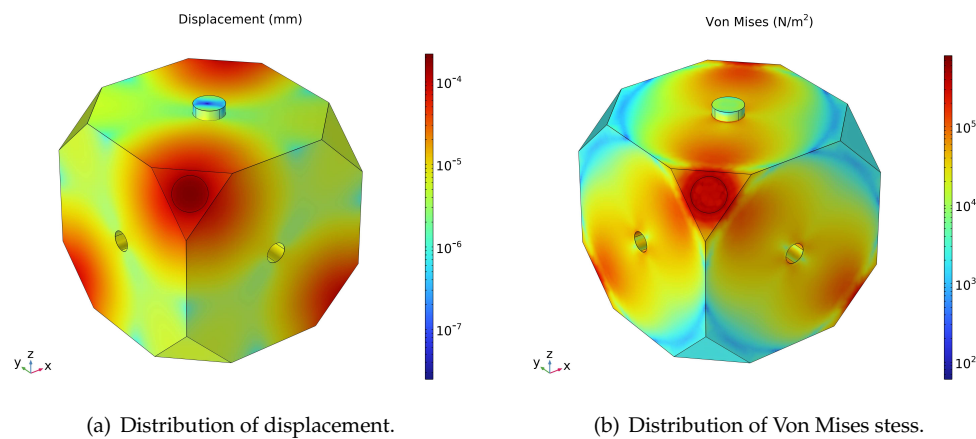 Displacement (mm)
10⁻⁴
10⁻⁵
10⁻⁶
10⁻⁷
z
y x
(a) Distribution of displacement.
Von Mises (N/m²)
10⁵
10⁴
10³
10²
z
y x
(b) Distribution of Von Mises stess.